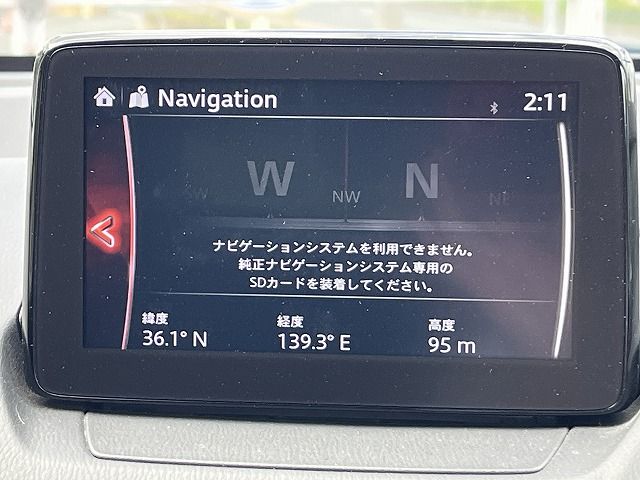 Navigation 2:11
W NW N NE
ナビゲーションシステムを利用できません。
純正ナビゲーションシステム専用の
SDカードを装着してください。
緯度 経度 高度
36.1° N 139.3° E 95 m